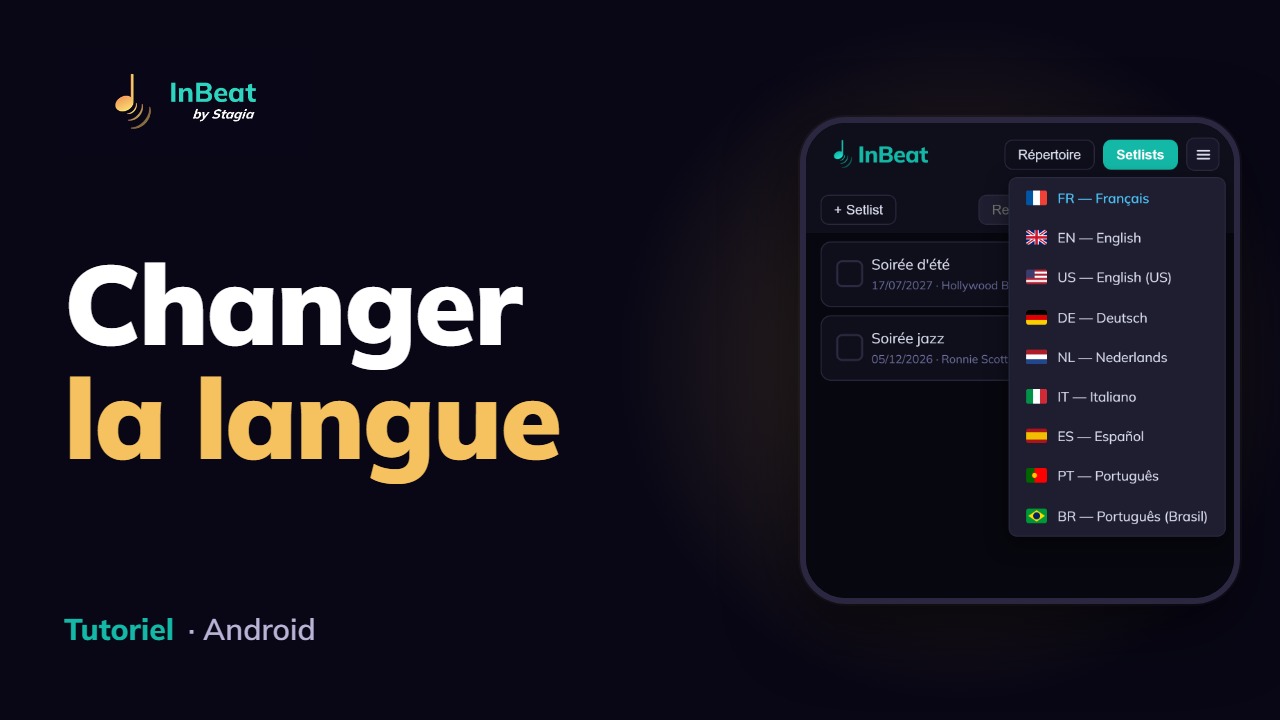 InBeat
by Stagia
Changer
la langue
Tutoriel · Android
InBeat
Répertoire
Setlists
+ Setlist
Re
Soirée d'été
17/07/2027 · Hollywood B
Soirée jazz
05/12/2026 · Ronnie Scott
FR — Français
EN — English
US — English (US)
DE — Deutsch
NL — Nederlands
IT — Italiano
ES — Español
PT — Português
BR — Português (Brasil)